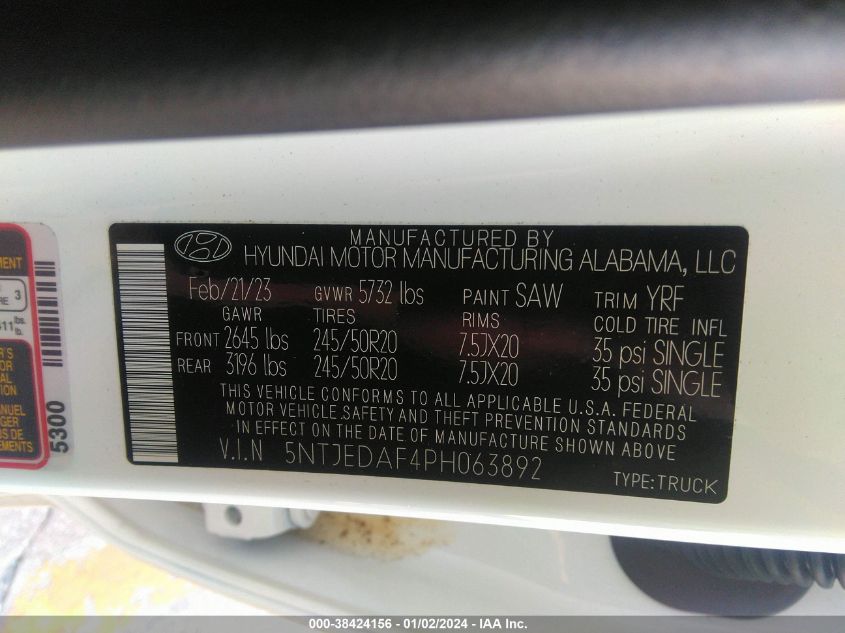 MANUFACTURED BY
HYUNDAI MOTOR MANUFACTURING ALABAMA, LLC
Feb/21/23 GVWR 5732 lbs PAINT SAW TRIM YRF
GAWR TIRES RIMS COLD TIRE INFL
FRONT 2645 lbs 245/50R20 7.5JX20 35 psi SINGLE
REAR 3196 lbs 245/50R20 7.5JX20 35 psi SINGLE
THIS VEHICLE CONFORMS TO ALL APPLICABLE U.S.A. FEDERAL
MOTOR VEHICLE SAFETY AND THEFT PREVENTION STANDARDS
IN EFFECT ON THE DATE OF MANUFACTURE SHOWN ABOVE
V.I.N 5NTJEDAF4PH063892
TYPE:TRUCK
3
lbs.
lb.
5300
000-38424156 - 01/02/2024 - IAA Inc.